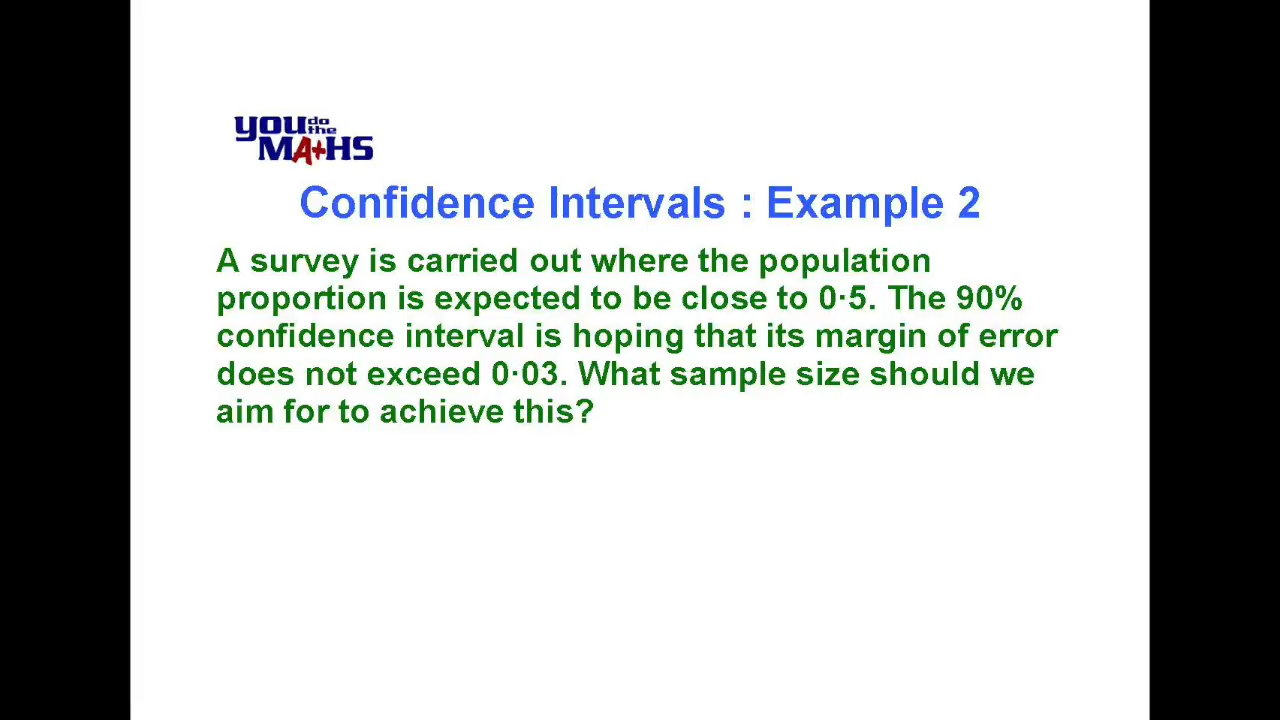 you do the MATHS
Confidence Intervals : Example 2
A survey is carried out where the population
proportion is expected to be close to 0·5. The 90%
confidence interval is hoping that its margin of error
does not exceed 0·03. What sample size should we
aim for to achieve this?